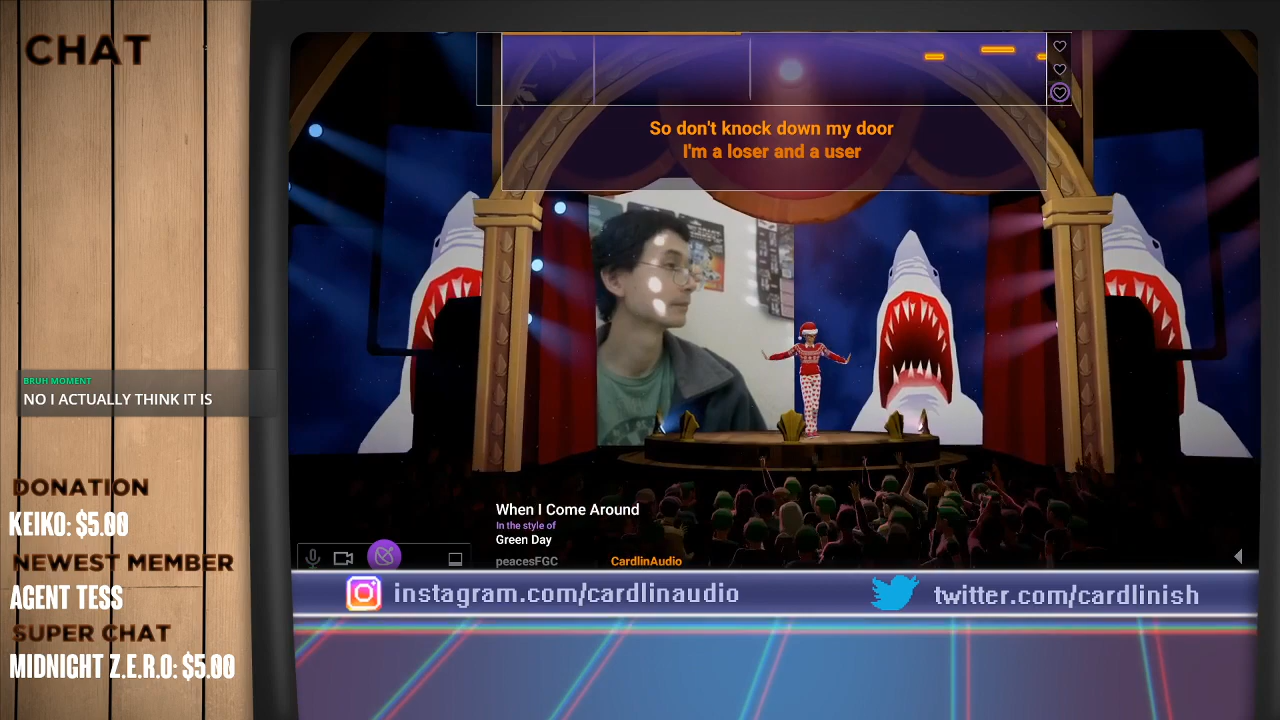 CHAT
BRUH MOMENT
NO I ACTUALLY THINK IT IS
DONATION
KEIKO: $5.00
NEWEST MEMBER
AGENT TESS
SUPER CHAT
MIDNIGHT Z.E.R.O: $5.00
So don't knock down my door
I'm a loser and a user
When I Come Around
In the style of
Green Day
peacesFGC
CardlinAudio
instagram.com/cardlinaudio
twitter.com/cardlinish